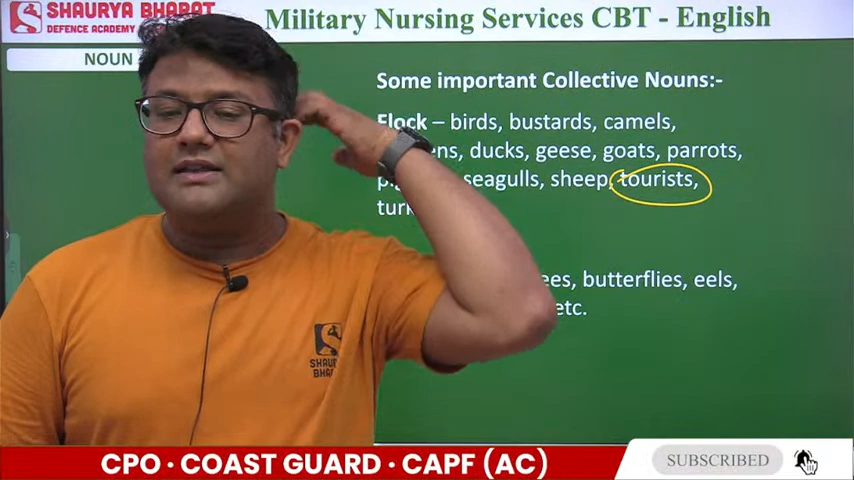 SHAURYA BHARAT
DEFENCE ACADEMY
Military Nursing Services CBT - English
NOUN
Some important Collective Nouns:-
Flock – birds, bustards, camels,
ducks, geese, goats, parrots,
seagulls, sheep, tourists,
butterflies, eels,
etc.
SHAURYA
BHARAT
CPO · COAST GUARD · CAPF (AC)
SUBSCRIBED